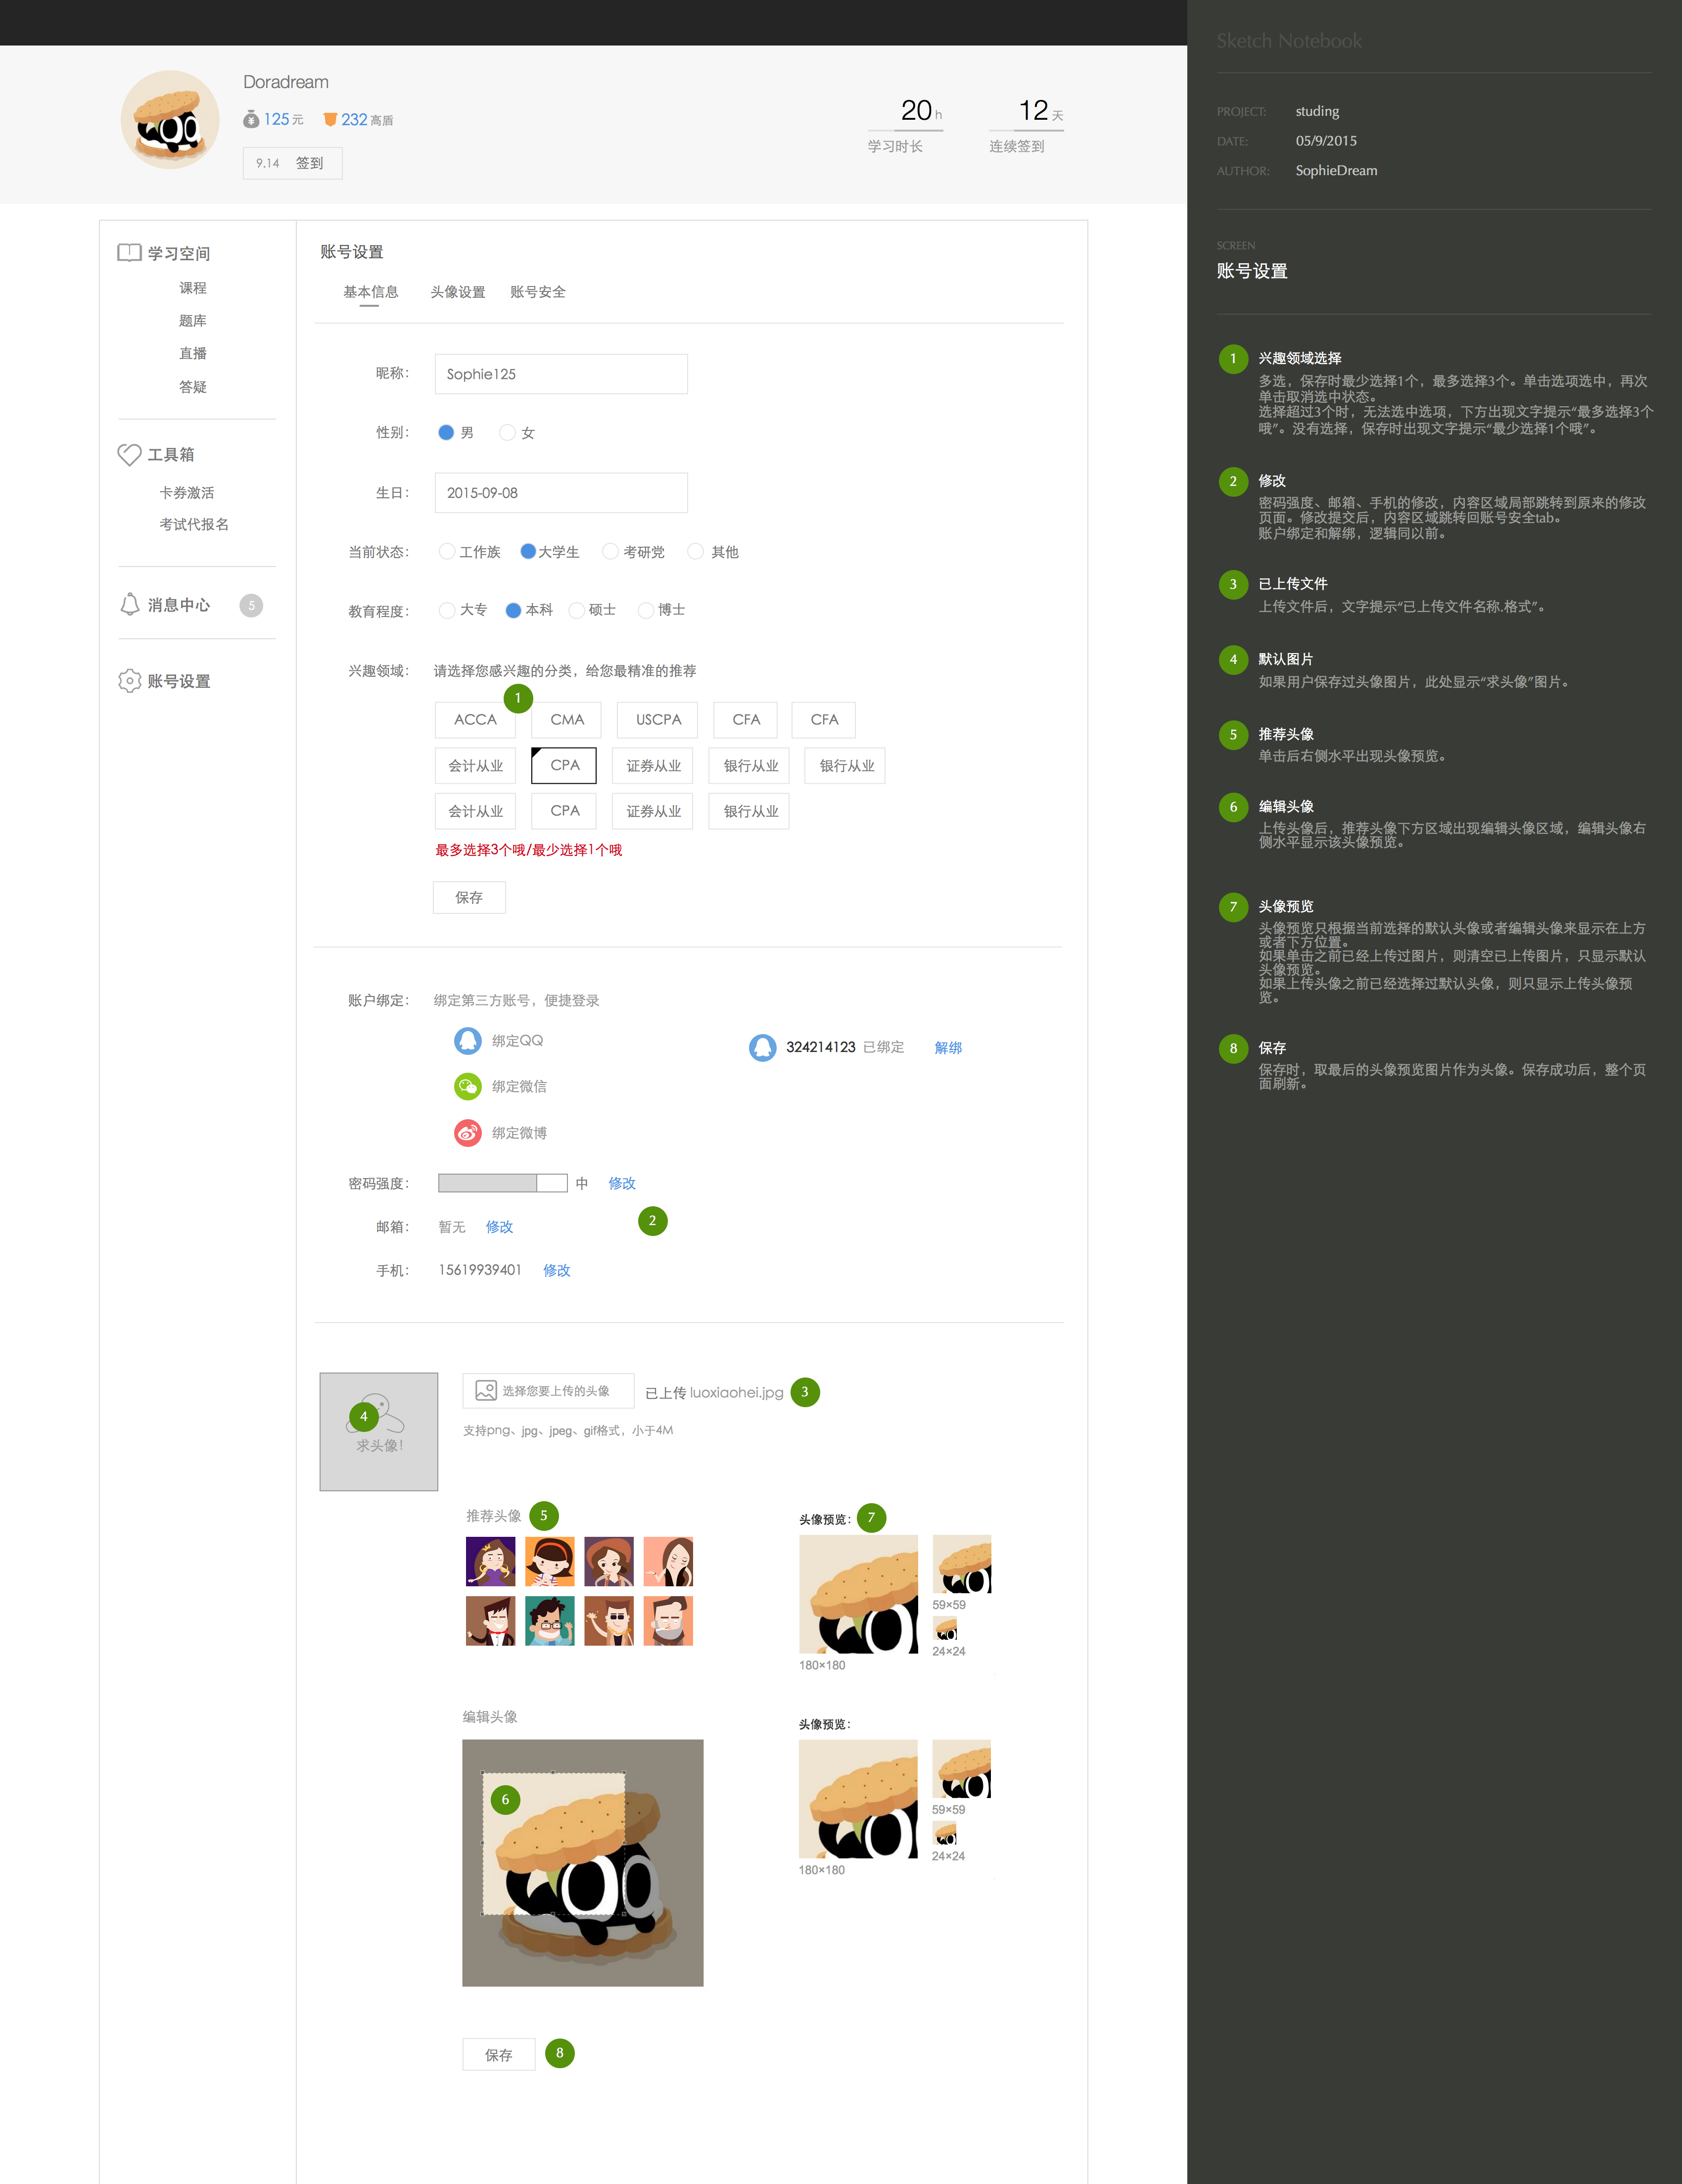 Doradream
125 元 232 高盾
9.14 签到
20 h
学习时长
12 天
连续签到
学习空间
课程
题库
直播
答疑
工具箱
卡券激活
考试代报名
消息中心 5
账号设置
账号设置
基本信息 头像设置 账号安全
昵称： Sophie125
性别： 男 女
生日： 2015-09-08
当前状态： 工作族 大学生 考研党 其他
教育程度： 大专 本科 硕士 博士
兴趣领域： 请选择您感兴趣的分类，给您最精准的推荐
1
ACCA CMA USCPA CFA CFA
会计从业 CPA 证券从业 银行从业 银行从业
会计从业 CPA 证券从业 银行从业
最多选择3个哦/最少选择1个哦
保存
账户绑定： 绑定第三方账号，便捷登录
绑定QQ 324214123 已绑定 解绑
绑定微信
绑定微博
密码强度： 中 修改
2
邮箱： 暂无 修改
手机： 15619939401 修改
选择您要上传的头像 已上传 luoxiaohei.jpg 3
4
求头像！
支持png、jpg、jpeg、gif格式，小于4M
推荐头像 5
头像预览： 7
59×59
24×24
180×180
编辑头像
头像预览：
6
59×59
24×24
180×180
保存 8
Sketch Notebook
PROJECT: studing
DATE: 05/9/2015
AUTHOR: SophieDream
SCREEN
账号设置
1 兴趣领域选择
多选，保存时最少选择1个，最多选择3个。单击选项选中，再次
单击取消选中状态。
选择超过3个时，无法选中选项，下方出现文字提示“最多选择3个
哦”。没有选择，保存时出现文字提示“最少选择1个哦”。
2 修改
密码强度、邮箱、手机的修改，内容区域局部跳转到原来的修改
页面。修改提交后，内容区域跳转回账号安全tab。
账户绑定和解绑，逻辑同以前。
3 已上传文件
上传文件后，文字提示“已上传文件名称.格式”。
4 默认图片
如果用户保存过头像图片，此处显示“求头像”图片。
5 推荐头像
单击后右侧水平出现头像预览。
6 编辑头像
上传头像后，推荐头像下方区域出现编辑头像区域，编辑头像右
侧水平显示该头像预览。
7 头像预览
头像预览只根据当前选择的默认头像或者编辑头像来显示在上方
或者下方位置。
如果单击之前已经上传过图片，则清空已上传图片，只显示默认
头像预览。
如果上传头像之前已经选择过默认头像，则只显示上传头像预
览。
8 保存
保存时，取最后的头像预览图片作为头像。保存成功后，整个页
面刷新。